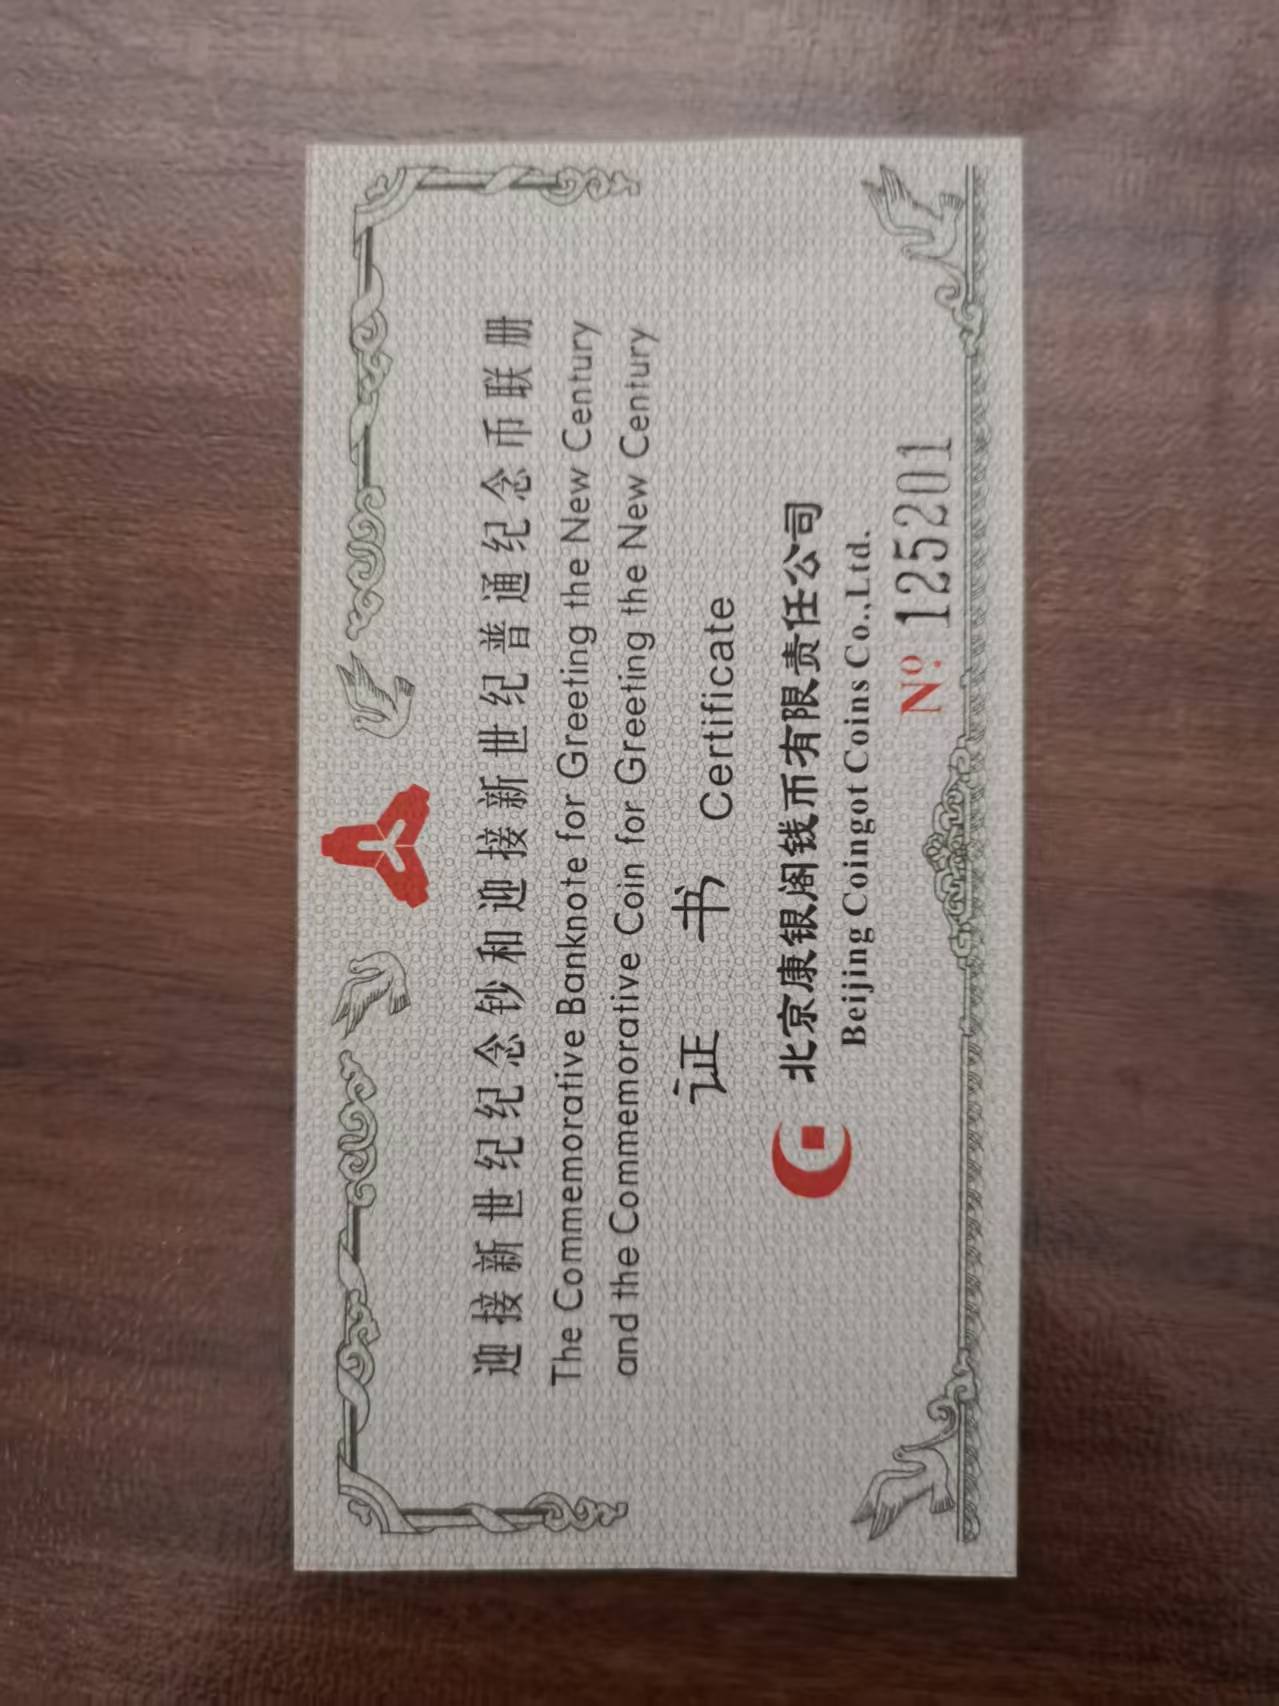 迎接新世纪纪念钞和迎接新世纪普通纪念币联册
The Commemorative Banknote for Greeting the New Century
and the Commemorative Coin for Greeting the New Century
证 书 Certificate
北京康银阁钱币有限责任公司
Beijing Coingot Coins Co.,Ltd.
Nº. 125201